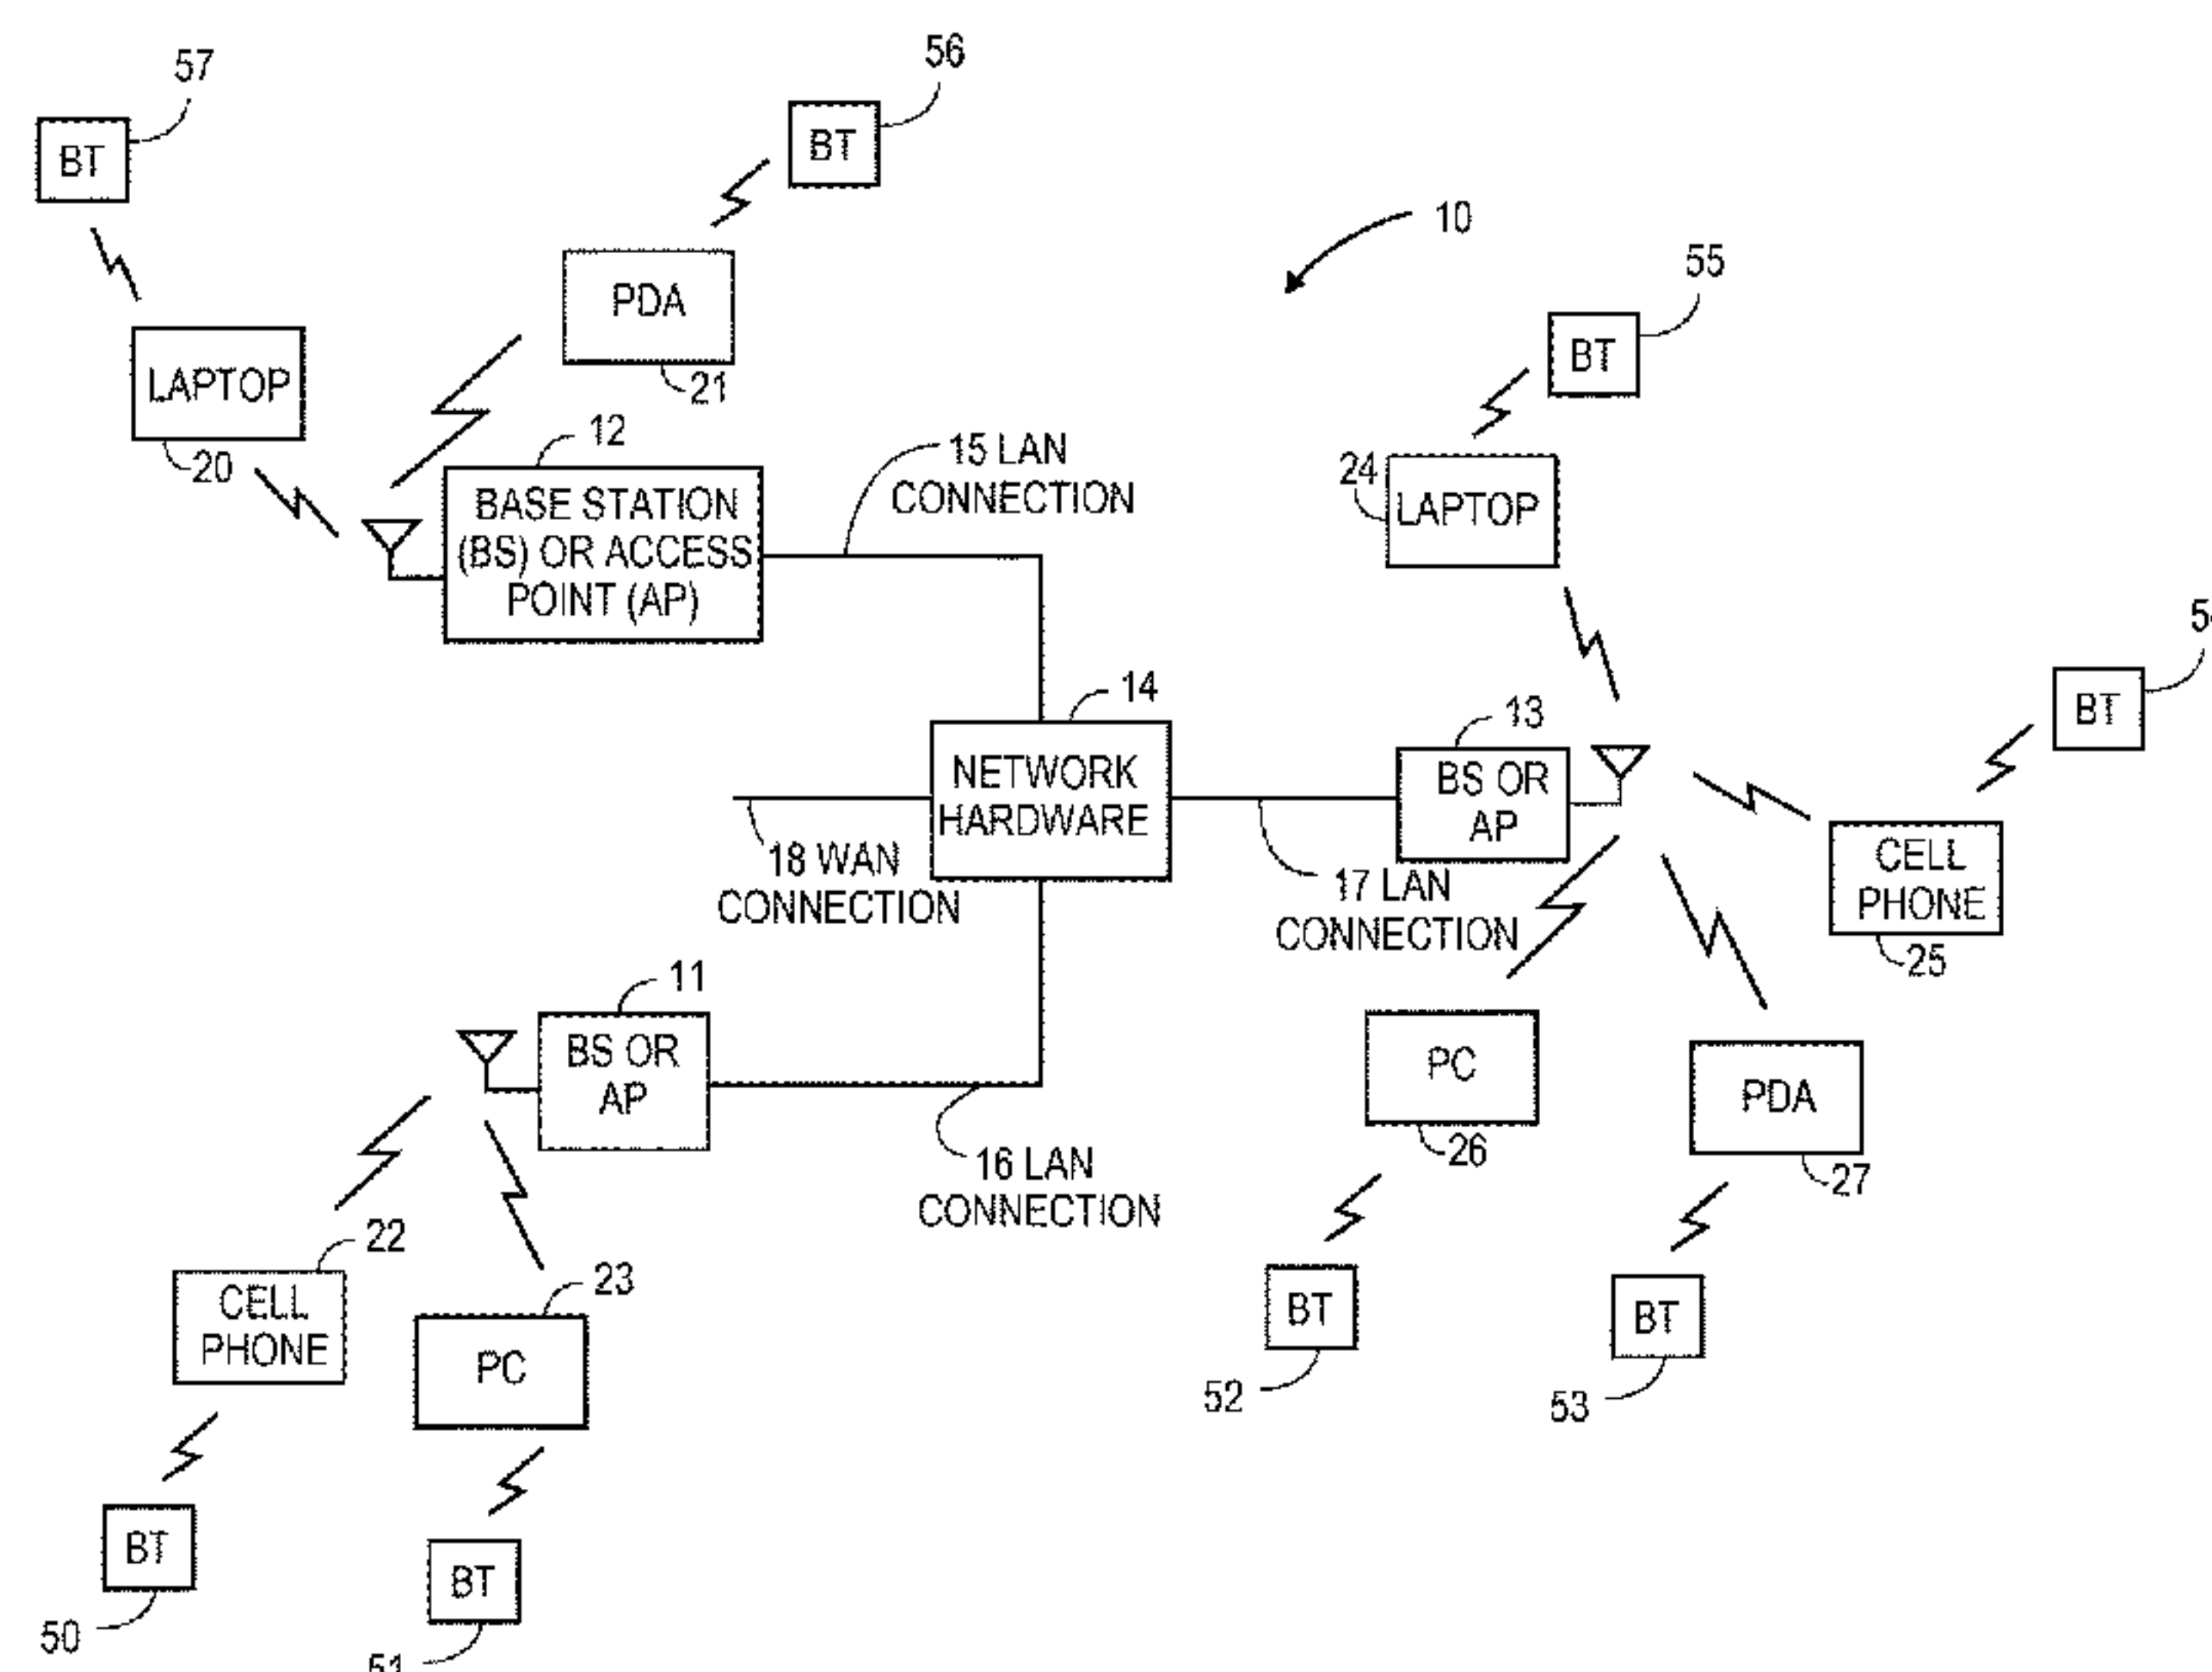 57
56
BT
BT
10
55
PDA
BT
LAPTOP
21
12
15 LAN
CONNECTION
20
24
BASE STATION
(BS) OR ACCESS
POINT (AP)
LAPTOP
14
13
BT
NETWORK
HARDWARE
BS OR
AP
18 WAN
CONNECTION
17 LAN
CONNECTION
CELL
PHONE
25
11
BS OR
AP
PC
PDA
26
27
16 LAN
CONNECTION
22
23
CELL
PHONE
PC
BT
BT
52
53
BT
BT
50
51